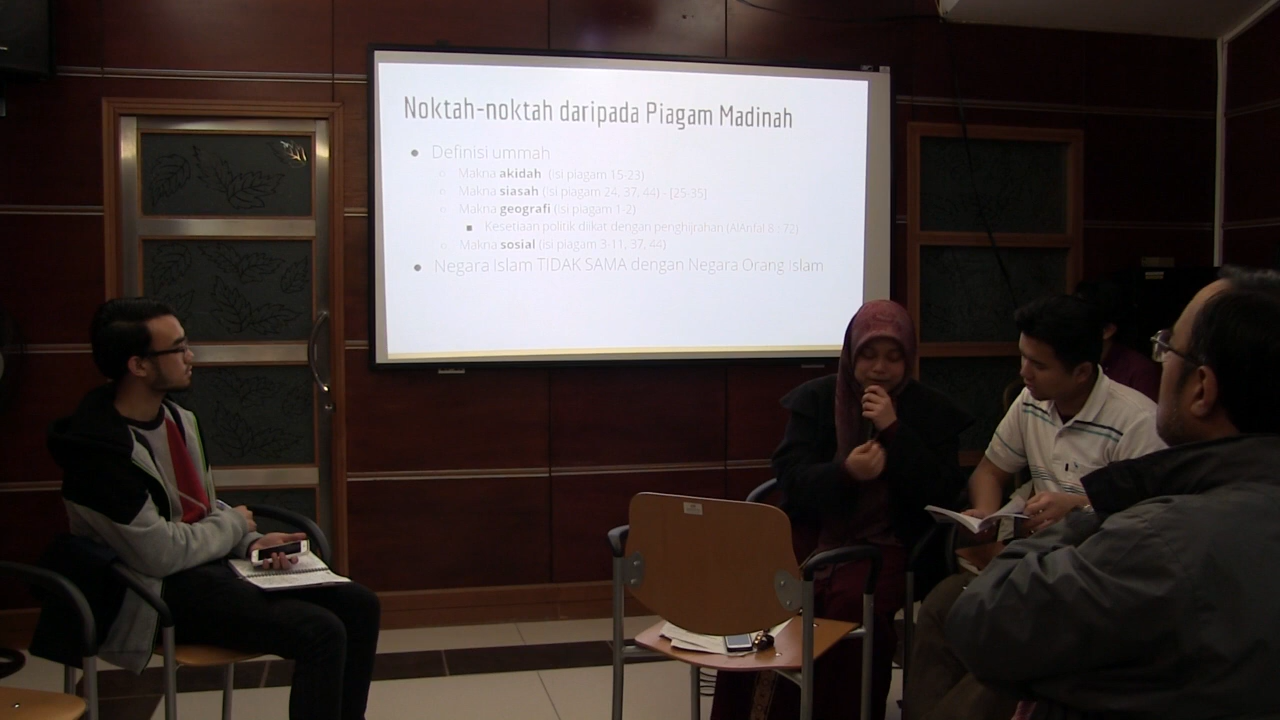 Noktah-noktah daripada Piagam Madinah
● Definisi ummah
○ Makna akidah (isi piagam 15-23)
○ Makna siasah (isi piagam 24, 37, 44) - [25-35]
○ Makna geografi (isi piagam 1-2)
■ Kesetiaan politik diikat dengan penghijrahan (AlAnfal 8 : 72)
○ Makna sosial (isi piagam 3-11, 37, 44)
● Negara Islam TIDAK SAMA dengan Negara Orang Islam